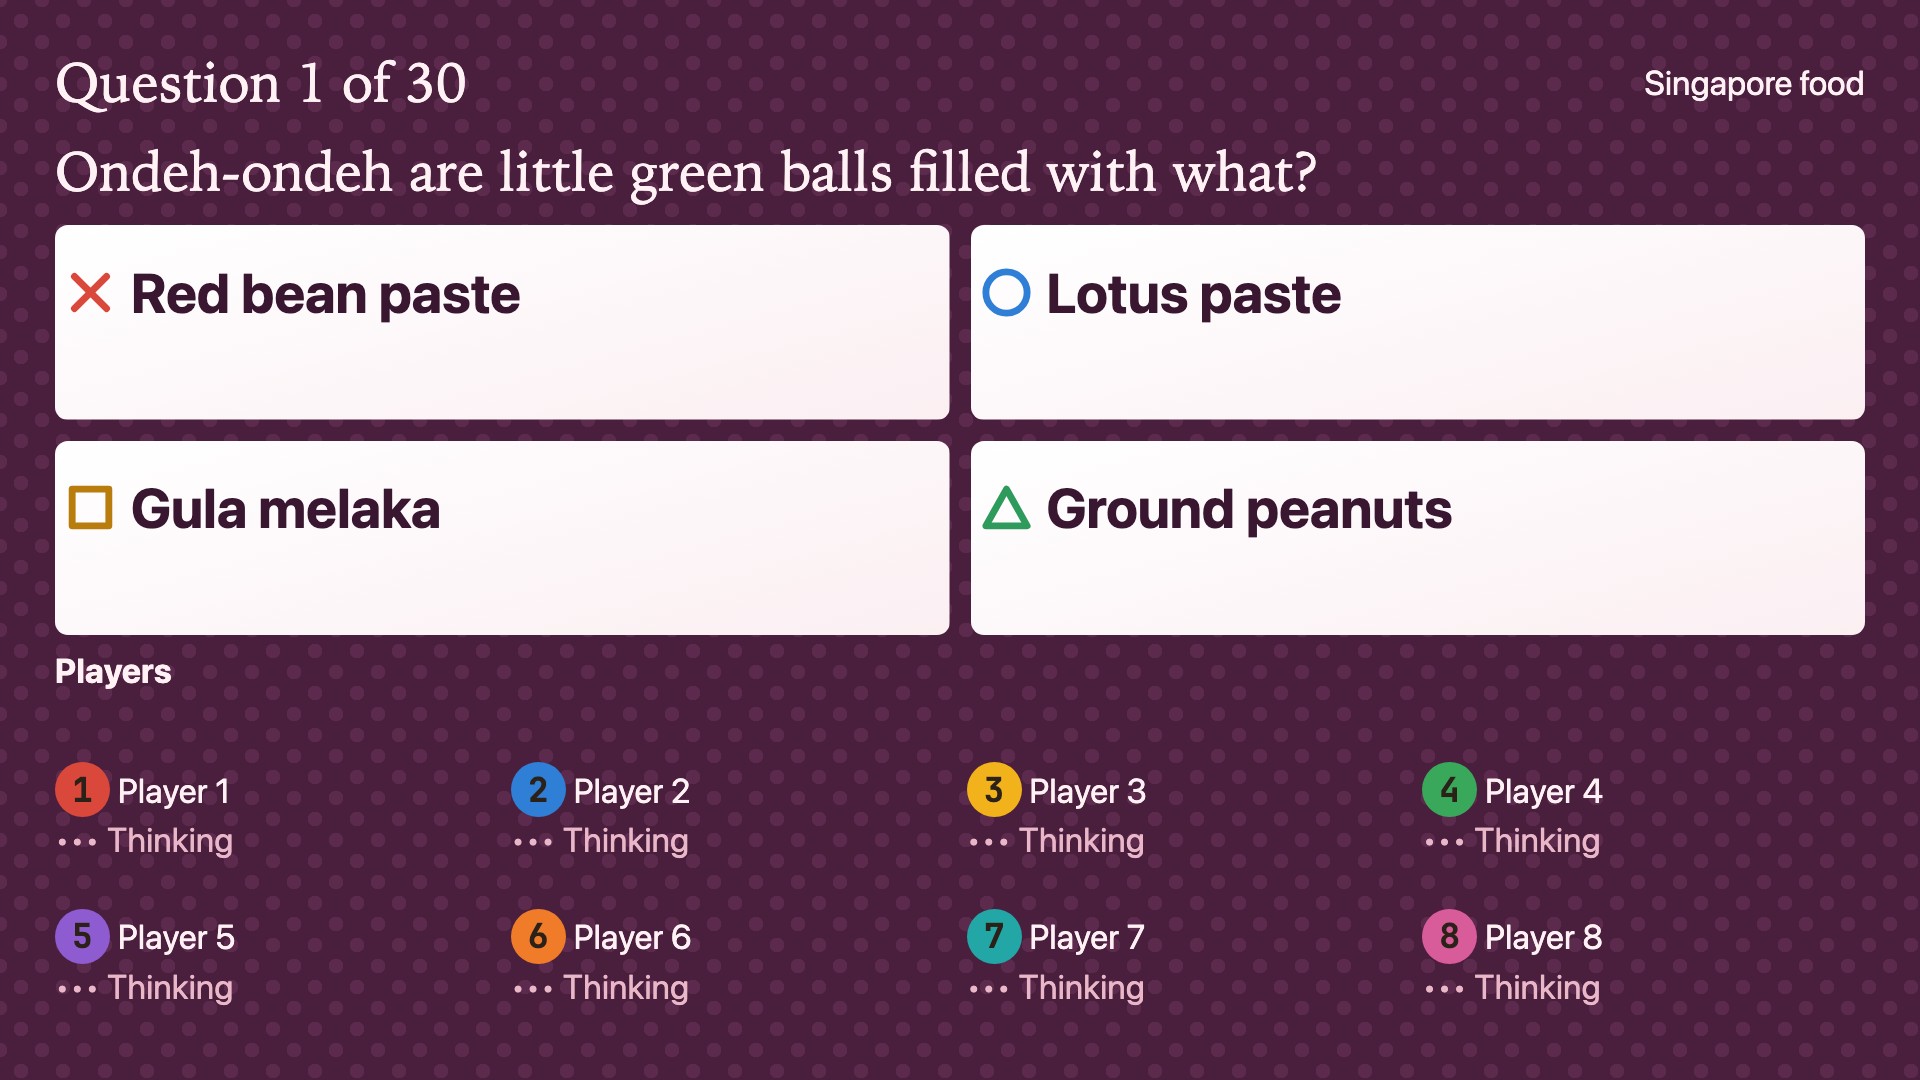 Question 1 of 30
Singapore food
Ondeh-ondeh are little green balls filled with what?
Red bean paste
Lotus paste
Gula melaka
Ground peanuts
Players
1 Player 1
2 Player 2
3 Player 3
4 Player 4
••• Thinking
••• Thinking
••• Thinking
••• Thinking
5 Player 5
6 Player 6
7 Player 7
8 Player 8
••• Thinking
••• Thinking
••• Thinking
••• Thinking